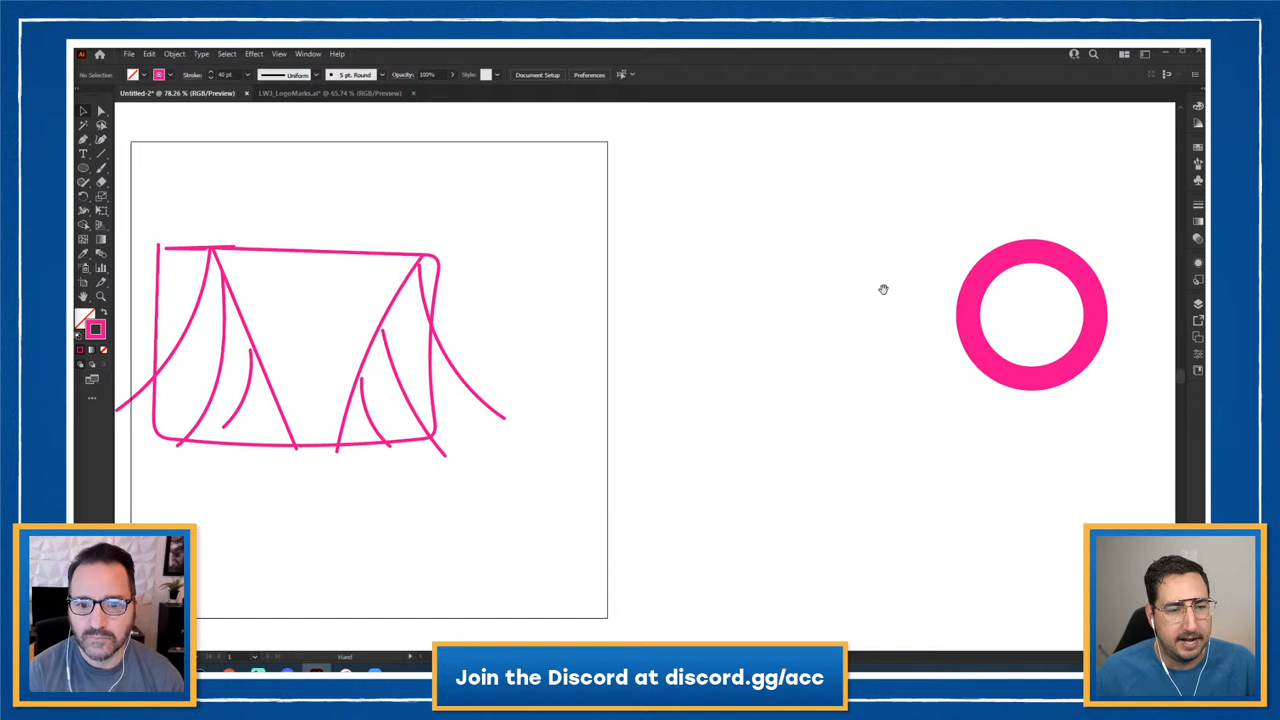 Ai File Edit Object Type Select Effect View Window Help
No Selection Stroke: 40 pt Uniform 5 pt. Round Opacity: 100% Style: Document Setup Preferences
Untitled-2* @ 78.26 % (RGB/Preview) × LW3_LogoMarks.ai* @ 65.74 % (RGB/Preview) ×
1 Hand
Join the Discord at discord.gg/acc